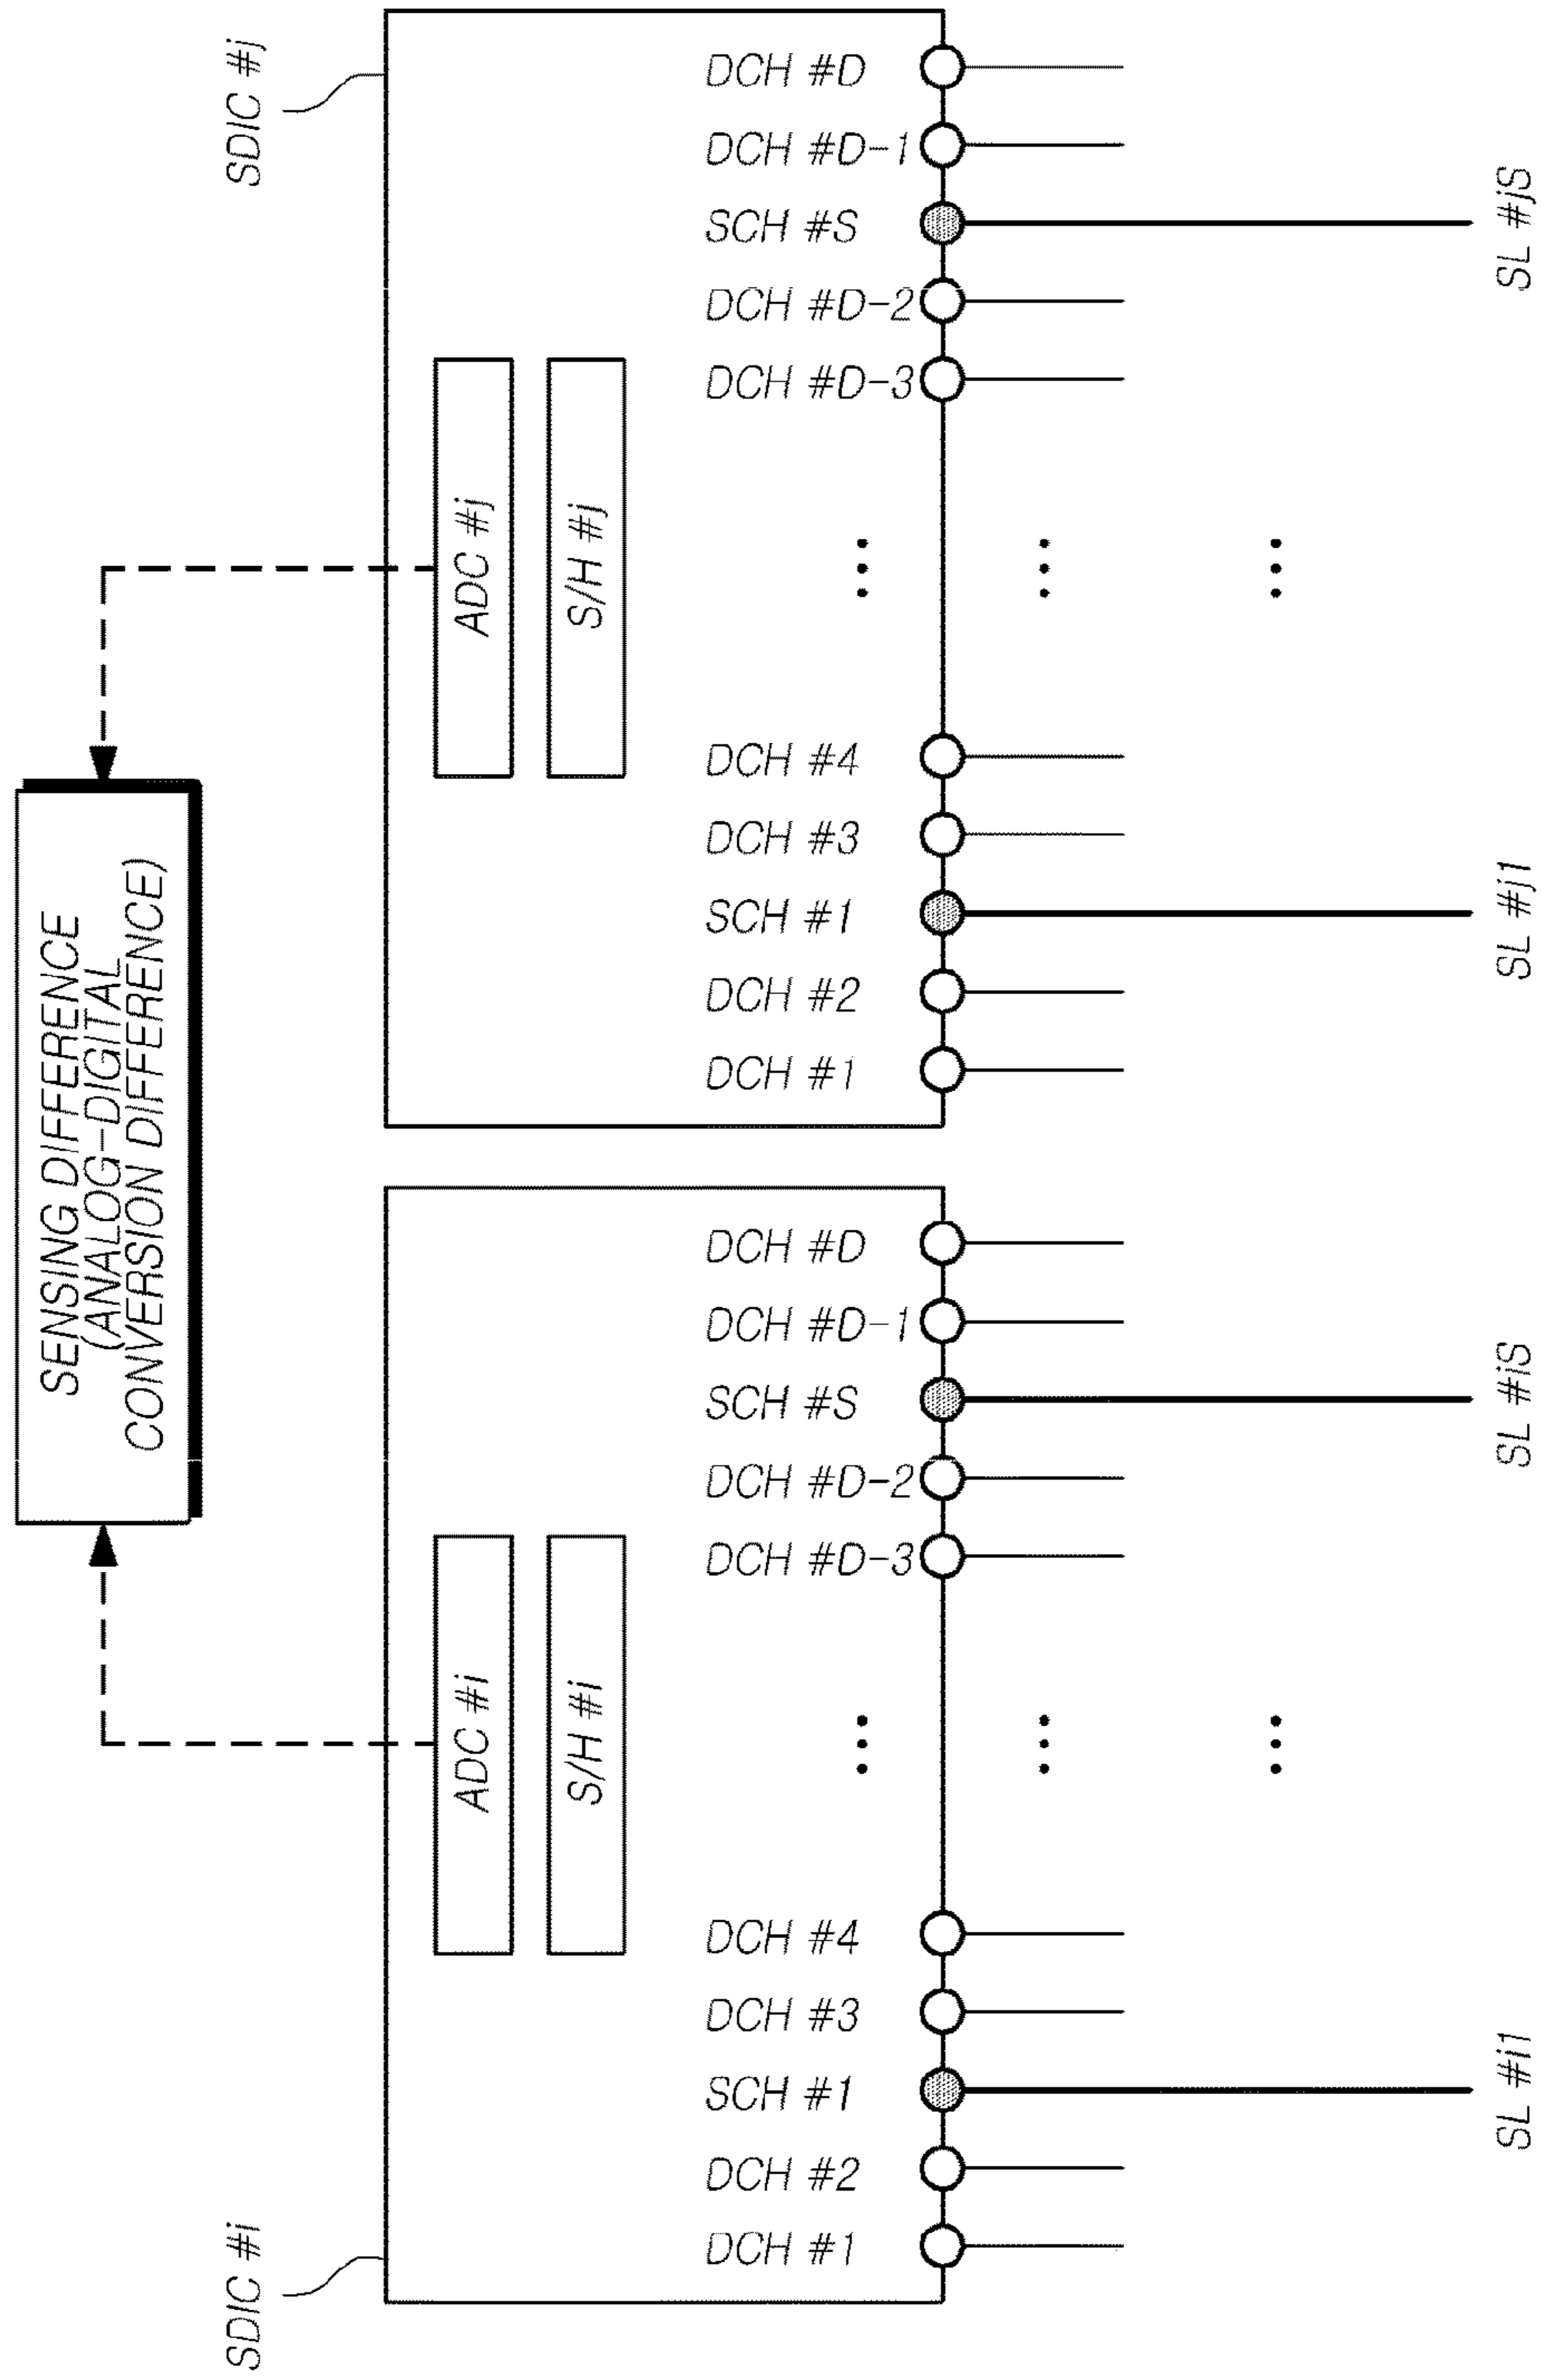 SDIC #j
DCH #D
DCH #D-1
SCH #S
DCH #D-2
DCH #D-3
SL #jS
ADC #j
S/H #j
DCH #4
DCH #3
SCH #1
DCH #2
DCH #1
SL #j1
SENSING DIFFERENCE
(ANALOG-DIGITAL
CONVERSION DIFFERENCE)
DCH #D
DCH #D-1
SCH #S
DCH #D-2
DCH #D-3
SL #iS
ADC #i
S/H #i
DCH #4
DCH #3
SCH #1
DCH #2
DCH #1
SL #i1
SDIC #i